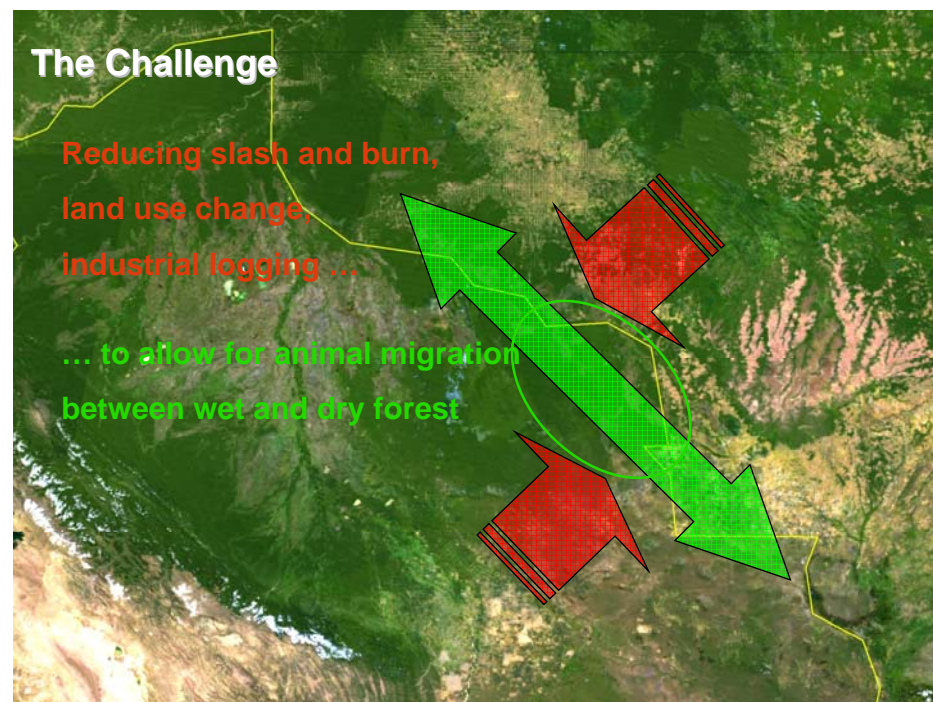 The Challenge
Reducing slash and burn,
land use change,
industrial logging …
… to allow for animal migration
between wet and dry forest